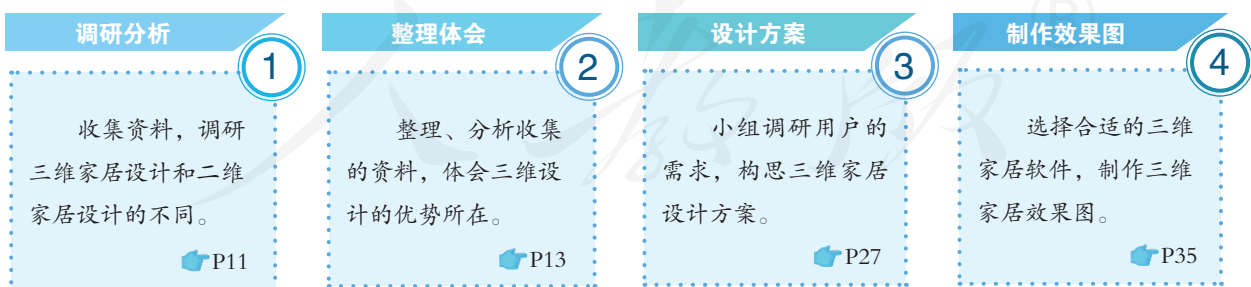 调研分析
1
收集资料，调研
三维家居设计和二维
家居设计的不同。
P11
整理体会
2
整理、分析收集
的资料，体会三维设
计的优势所在。
P13
设计方案
3
小组调研用户的
需求，构思三维家居
设计方案。
P27
制作效果图
4
选择合适的三维
家居软件，制作三维
家居效果图。
P35
人教版
R